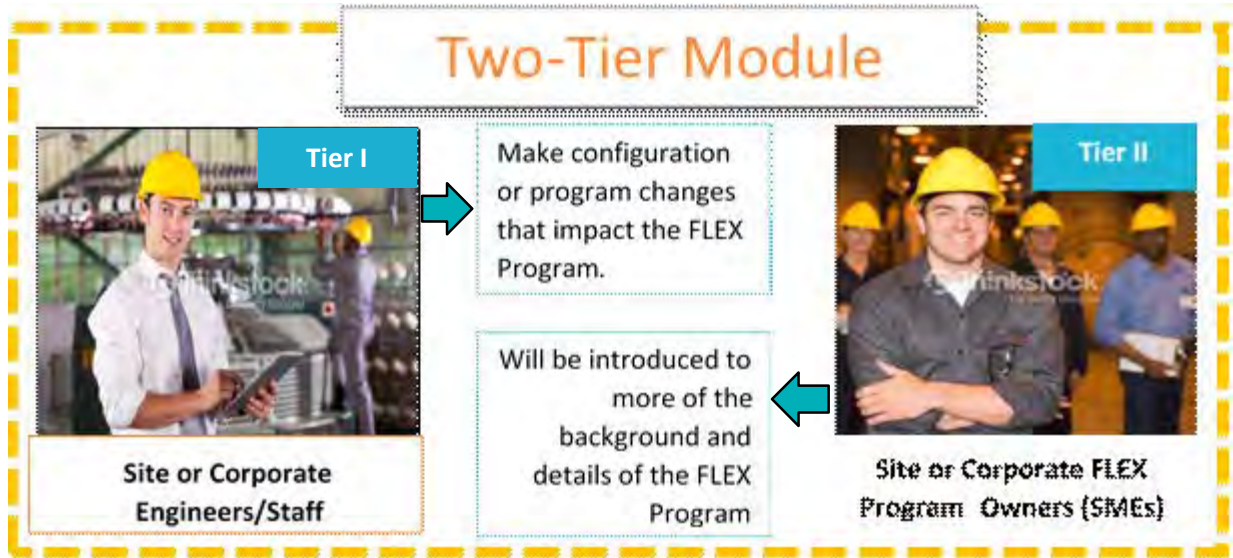 Two-Tier Module
Tier I
Make configuration
or program changes
that impact the FLEX
Program.
Tier II
thinkstock
thinkstock
Site or Corporate
Engineers/Staff
Will be introduced to
more of the
background and
details of the FLEX
Program
Site or Corporate FLEX
Program Owners (SMEs)